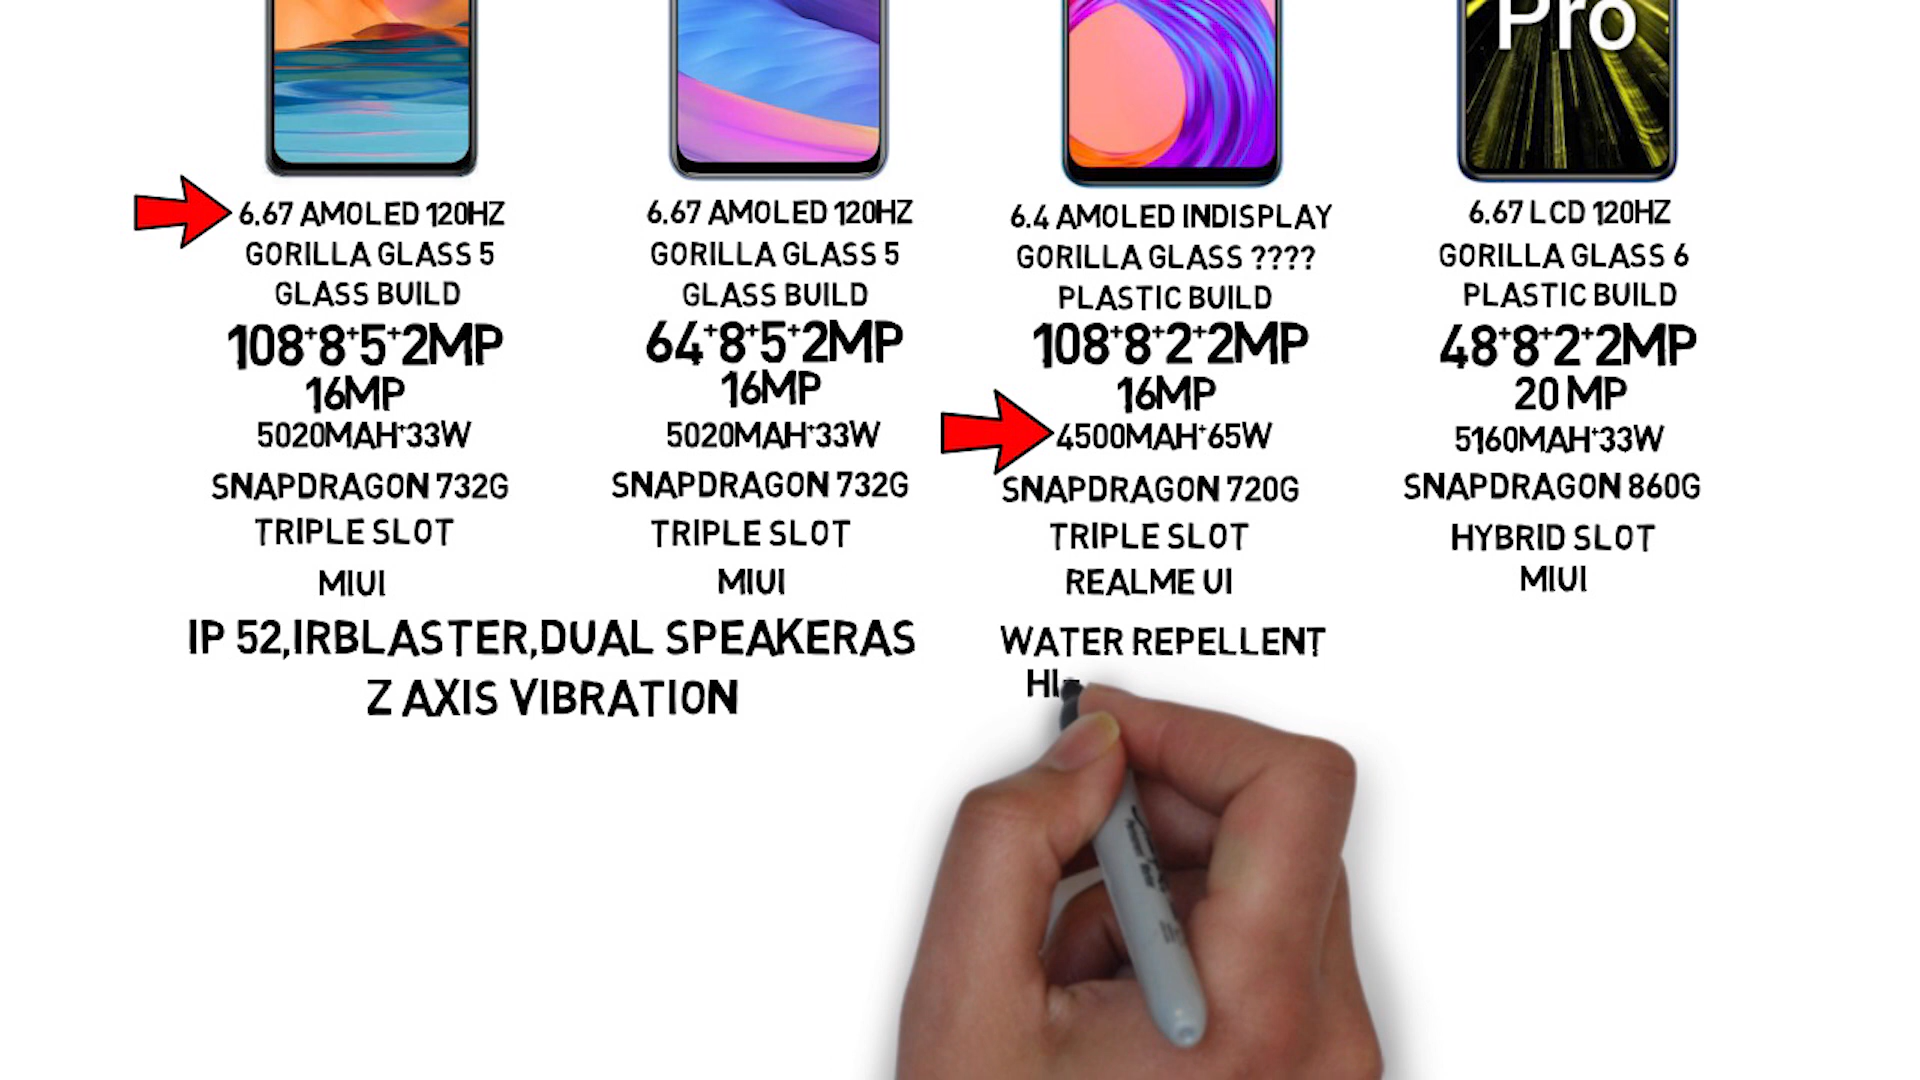 Pro
6.67 AMOLED 120HZ
GORILLA GLASS 5
GLASS BUILD
108+8+5+2MP
16MP
5020MAH+33W
SNAPDRAGON 732G
TRIPLE SLOT
MIUI
6.67 AMOLED 120HZ
GORILLA GLASS 5
GLASS BUILD
64+8+5+2MP
16MP
5020MAH+33W
SNAPDRAGON 732G
TRIPLE SLOT
MIUI
IP 52,IRBLASTER,DUAL SPEAKERAS
Z AXIS VIBRATION
6.4 AMOLED INDISPLAY
GORILLA GLASS ????
PLASTIC BUILD
108+8+2+2MP
16MP
4500MAH+65W
SNAPDRAGON 720G
TRIPLE SLOT
REALME UI
WATER REPELLENT
HI-
6.67 LCD 120HZ
GORILLA GLASS 6
PLASTIC BUILD
48+8+2+2MP
20 MP
5160MAH+33W
SNAPDRAGON 860G
HYBRID SLOT
MIUI